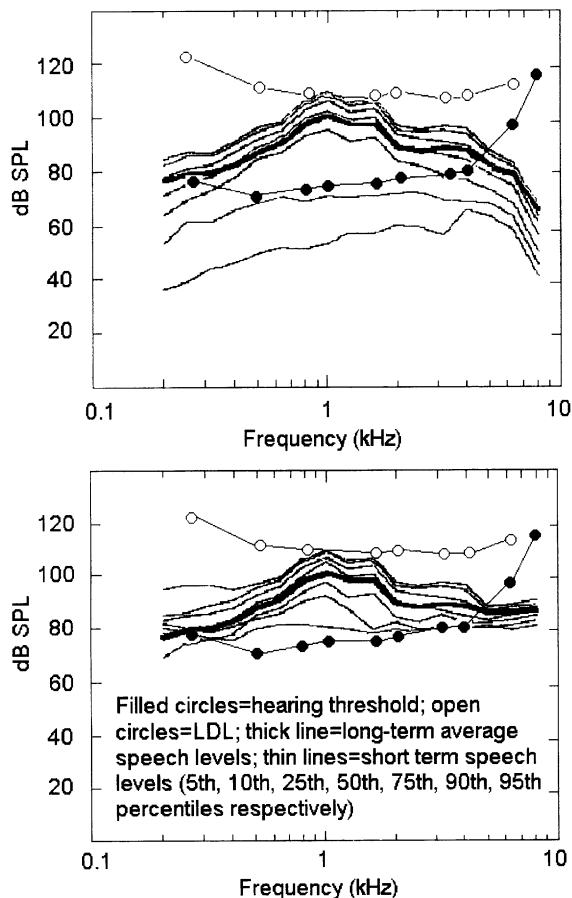 120
100
80
60
40
20
dB SPL
0.1
1
10
Frequency (kHz)
120
100
80
60
40
20
dB SPL
Filled circles=hearing threshold; open
circles=LDL; thick line=long-term average
speech levels; thin lines=short term speech
levels (5th, 10th, 25th, 50th, 75th, 90th, 95th
percentiles respectively)
0.1
1
10
Frequency (kHz)